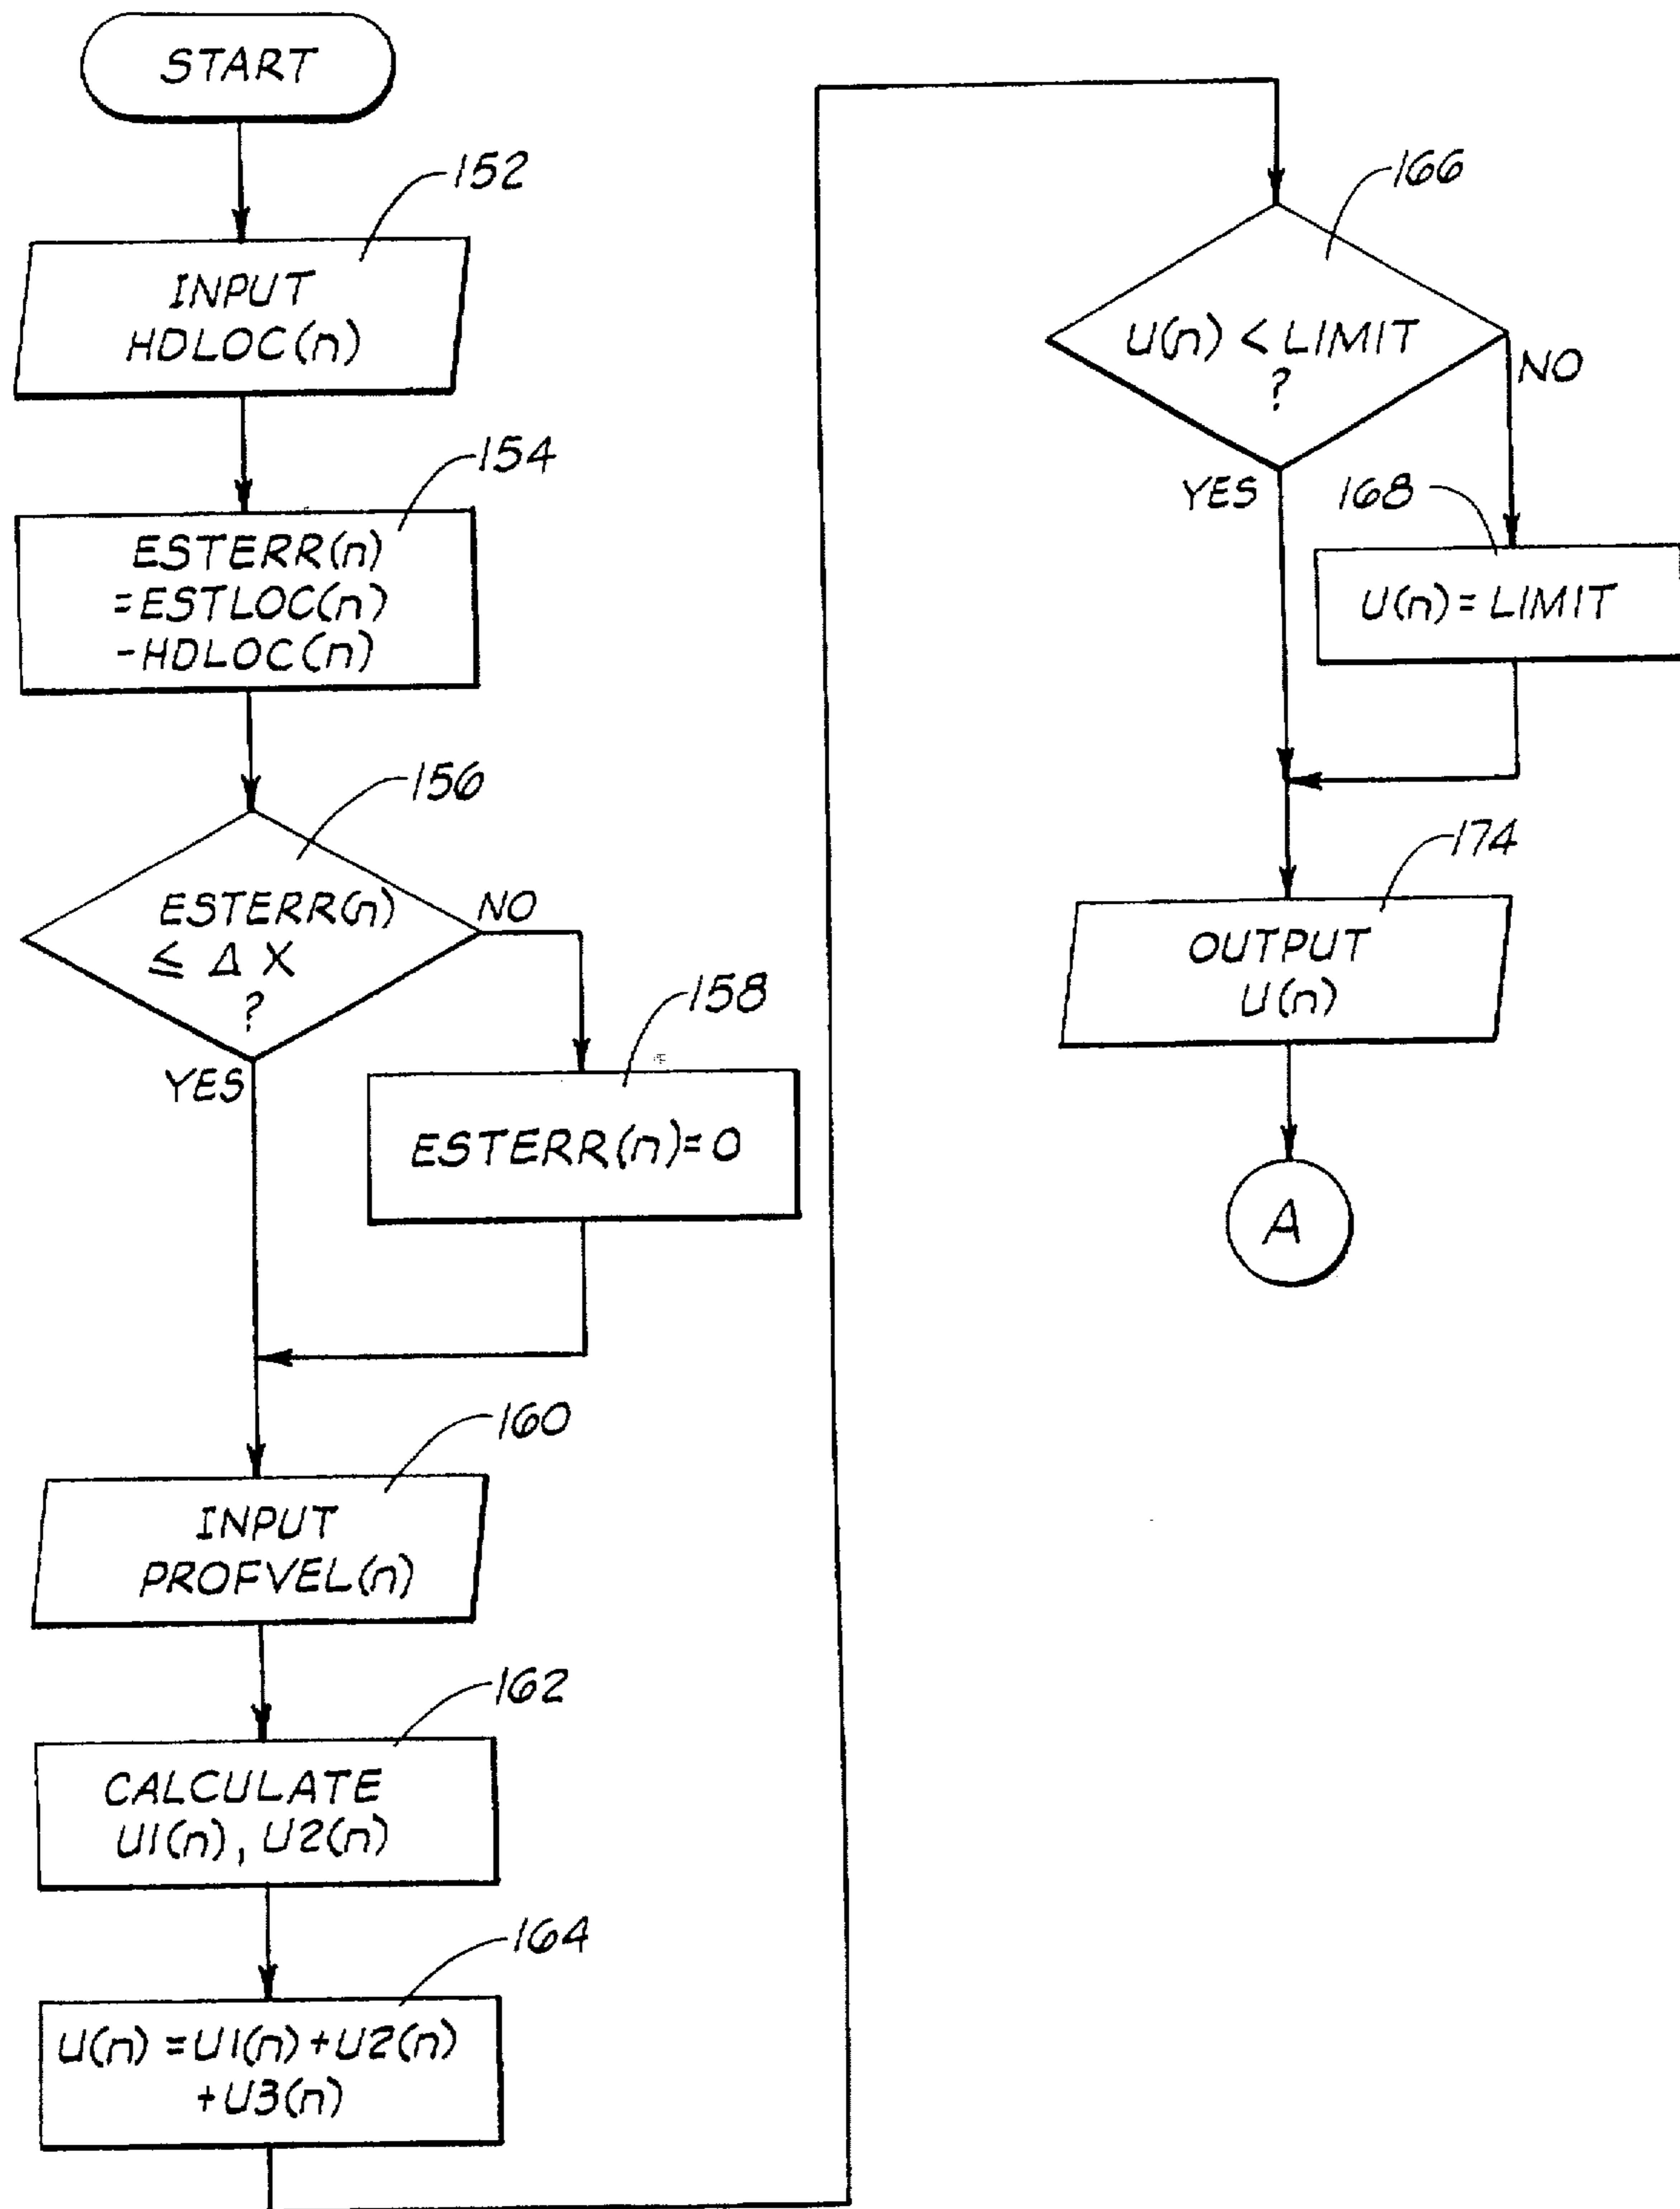 START
152
INPUT
HDLOC(n)
154
ESTERR(n)
=ESTLOC(n)
-HDLOC(n)
156
ESTERR(n)
≤ Δ X
?
NO
YES
158
ESTERR(n)=0
160
INPUT
PROFVEL(n)
162
CALCULATE
U1(n), U2(n)
164
U(n) =U1(n)+U2(n)
+U3(n)
166
U(n) < LIMIT
?
NO
YES
168
U(n)=LIMIT
174
OUTPUT
U(n)
A